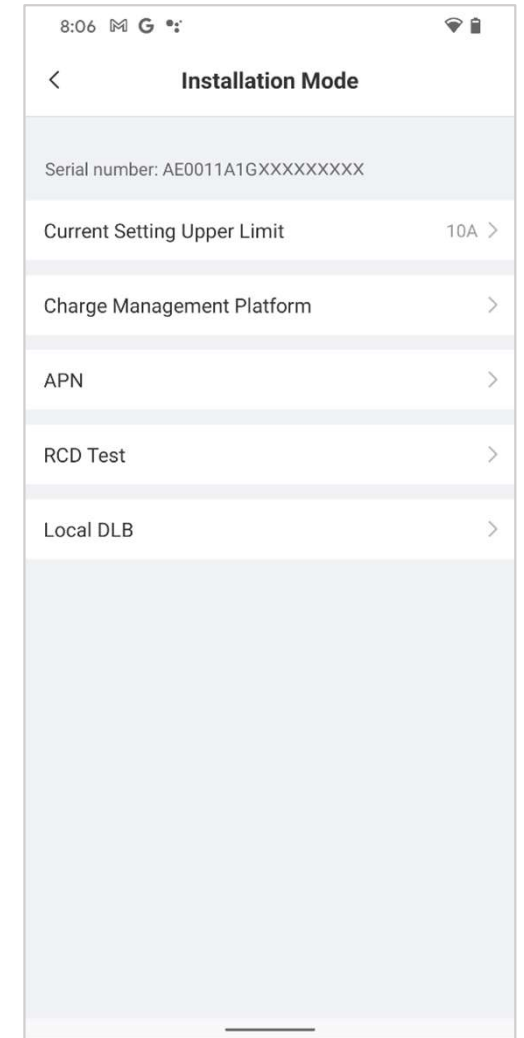 8:06 M G
Installation Mode
Serial number: AE0011A1GXXXXXXXXX
Current Setting Upper Limit 10A
Charge Management Platform
APN
RCD Test
Local DLB